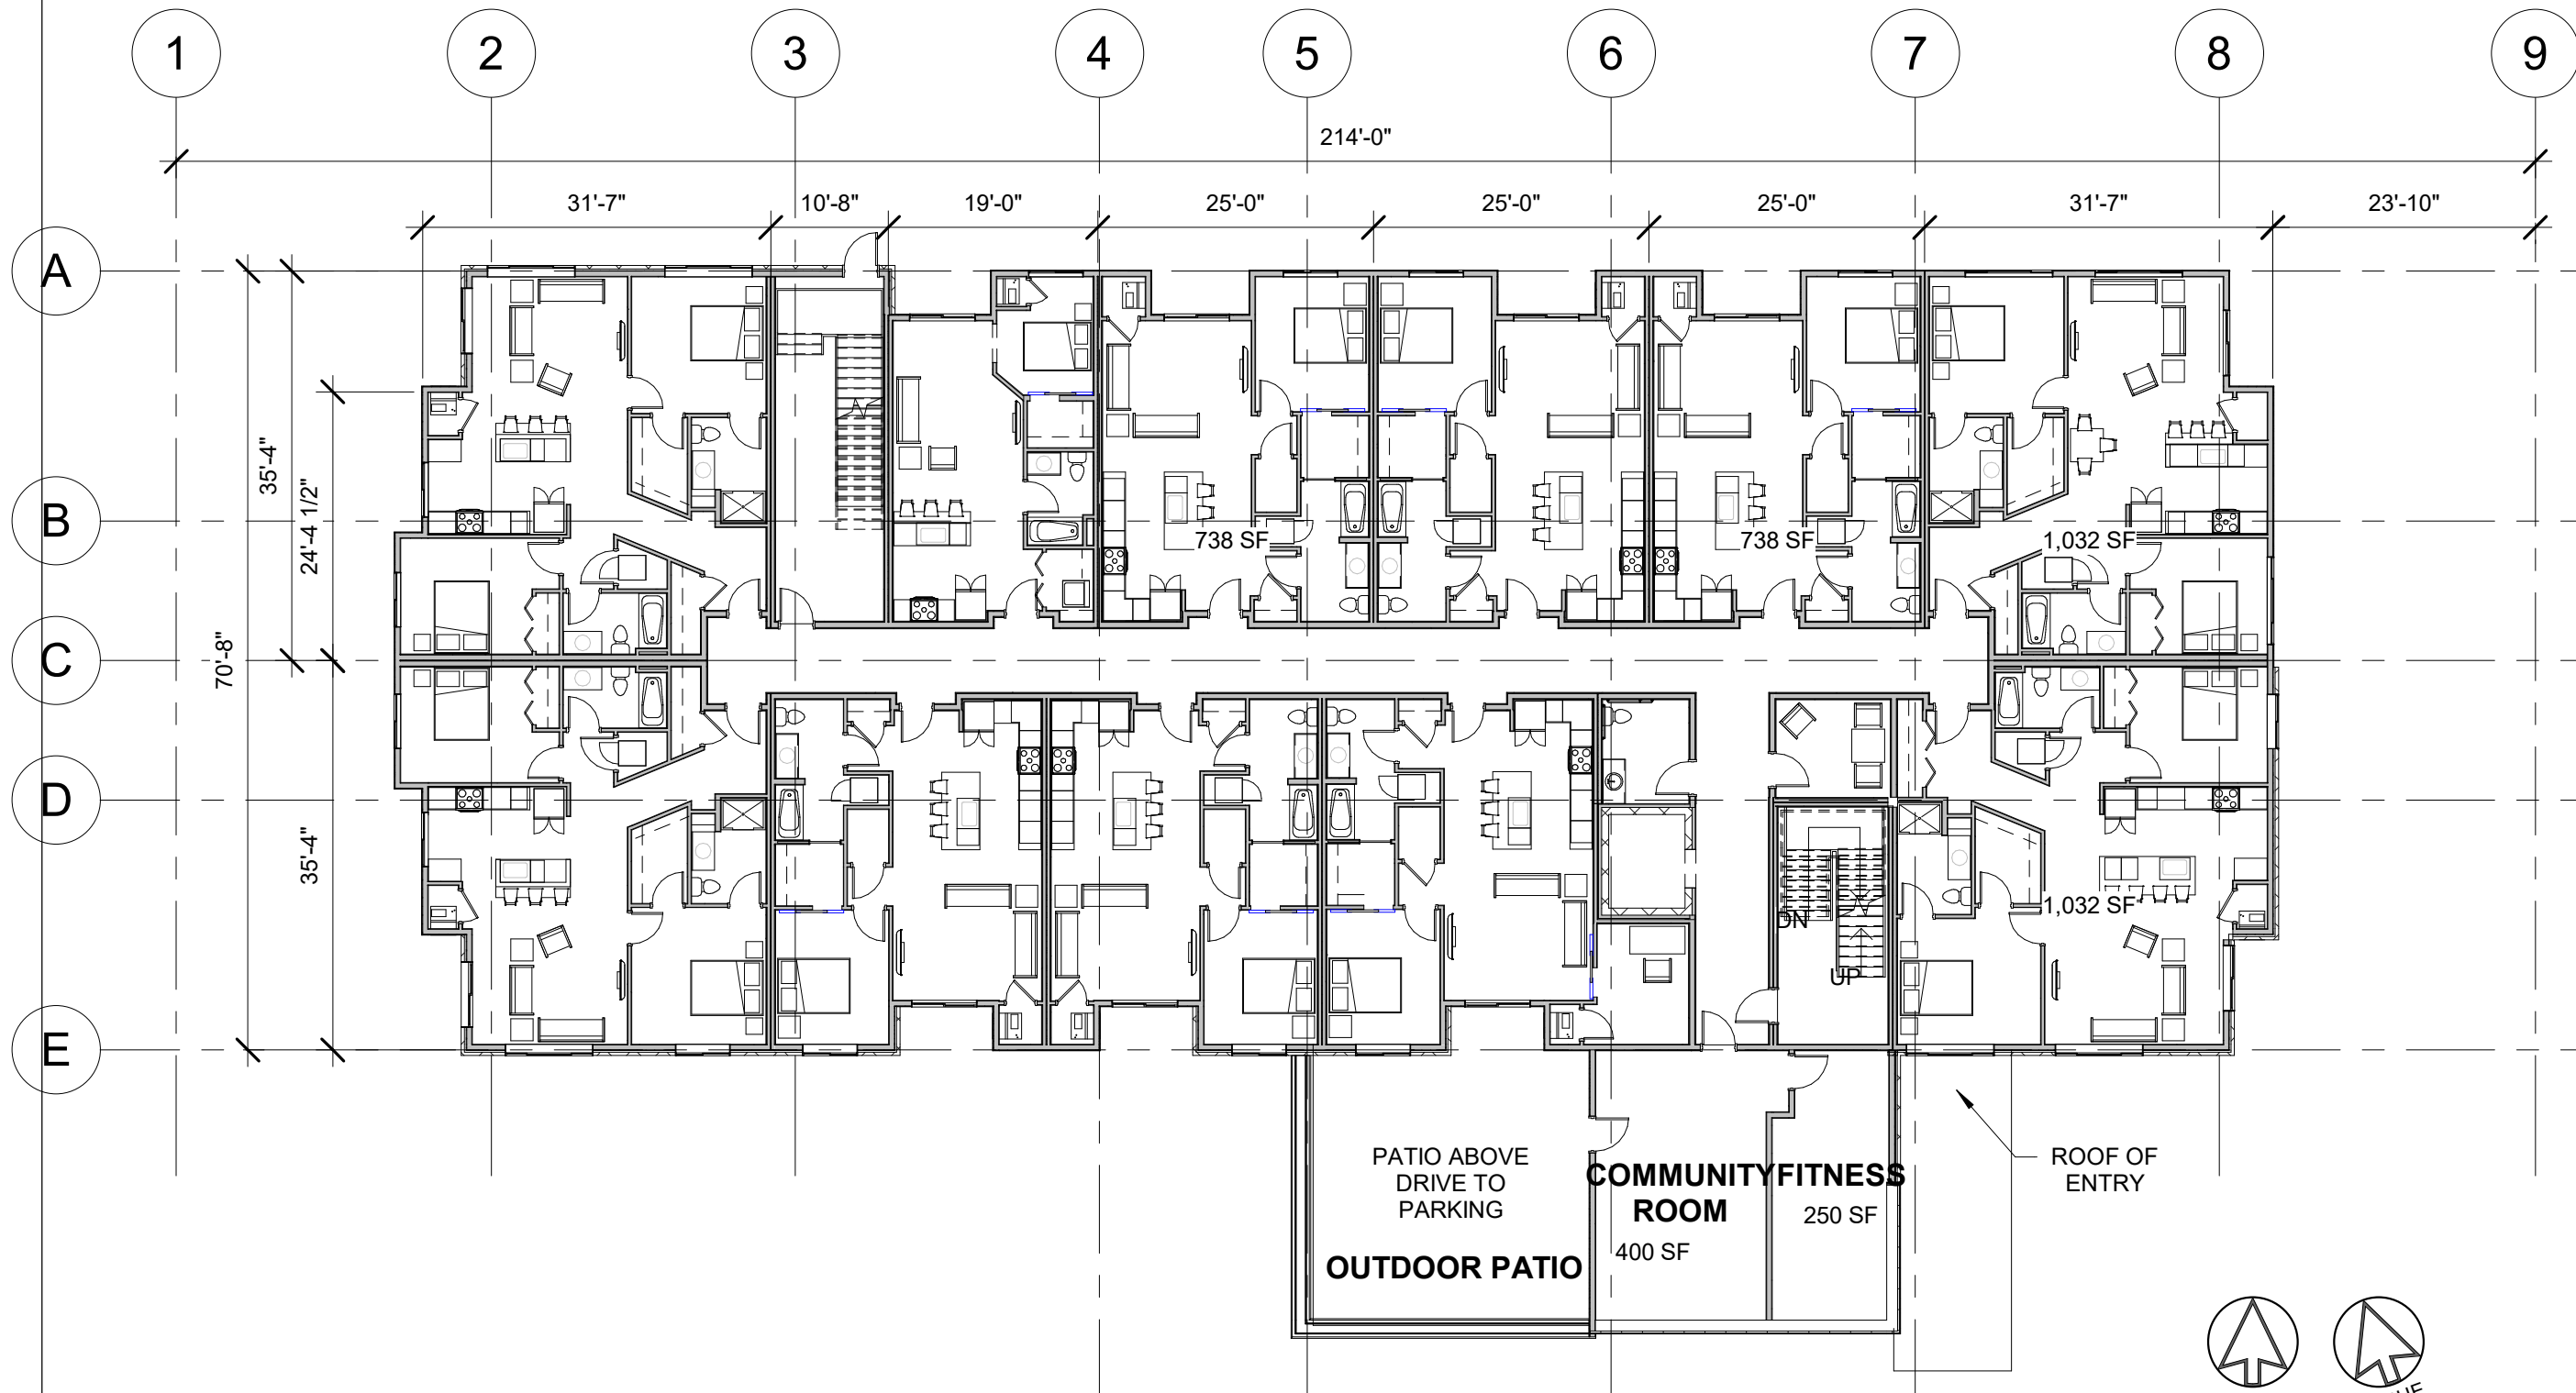 1
2
3
4
5
6
7
8
9
214'-0"
31'-7"
10'-8"
19'-0"
25'-0"
25'-0"
25'-0"
31'-7"
23'-10"
A
B
C
D
E
70'-8"
35'-4"
24'-4 1/2"
35'-4"
738 SF
738 SF
1,032 SF
1,032 SF
DN
UP
PATIO ABOVE
DRIVE TO
PARKING
OUTDOOR PATIO
COMMUNITY
ROOM
400 SF
FITNESS
250 SF
ROOF OF
ENTRY